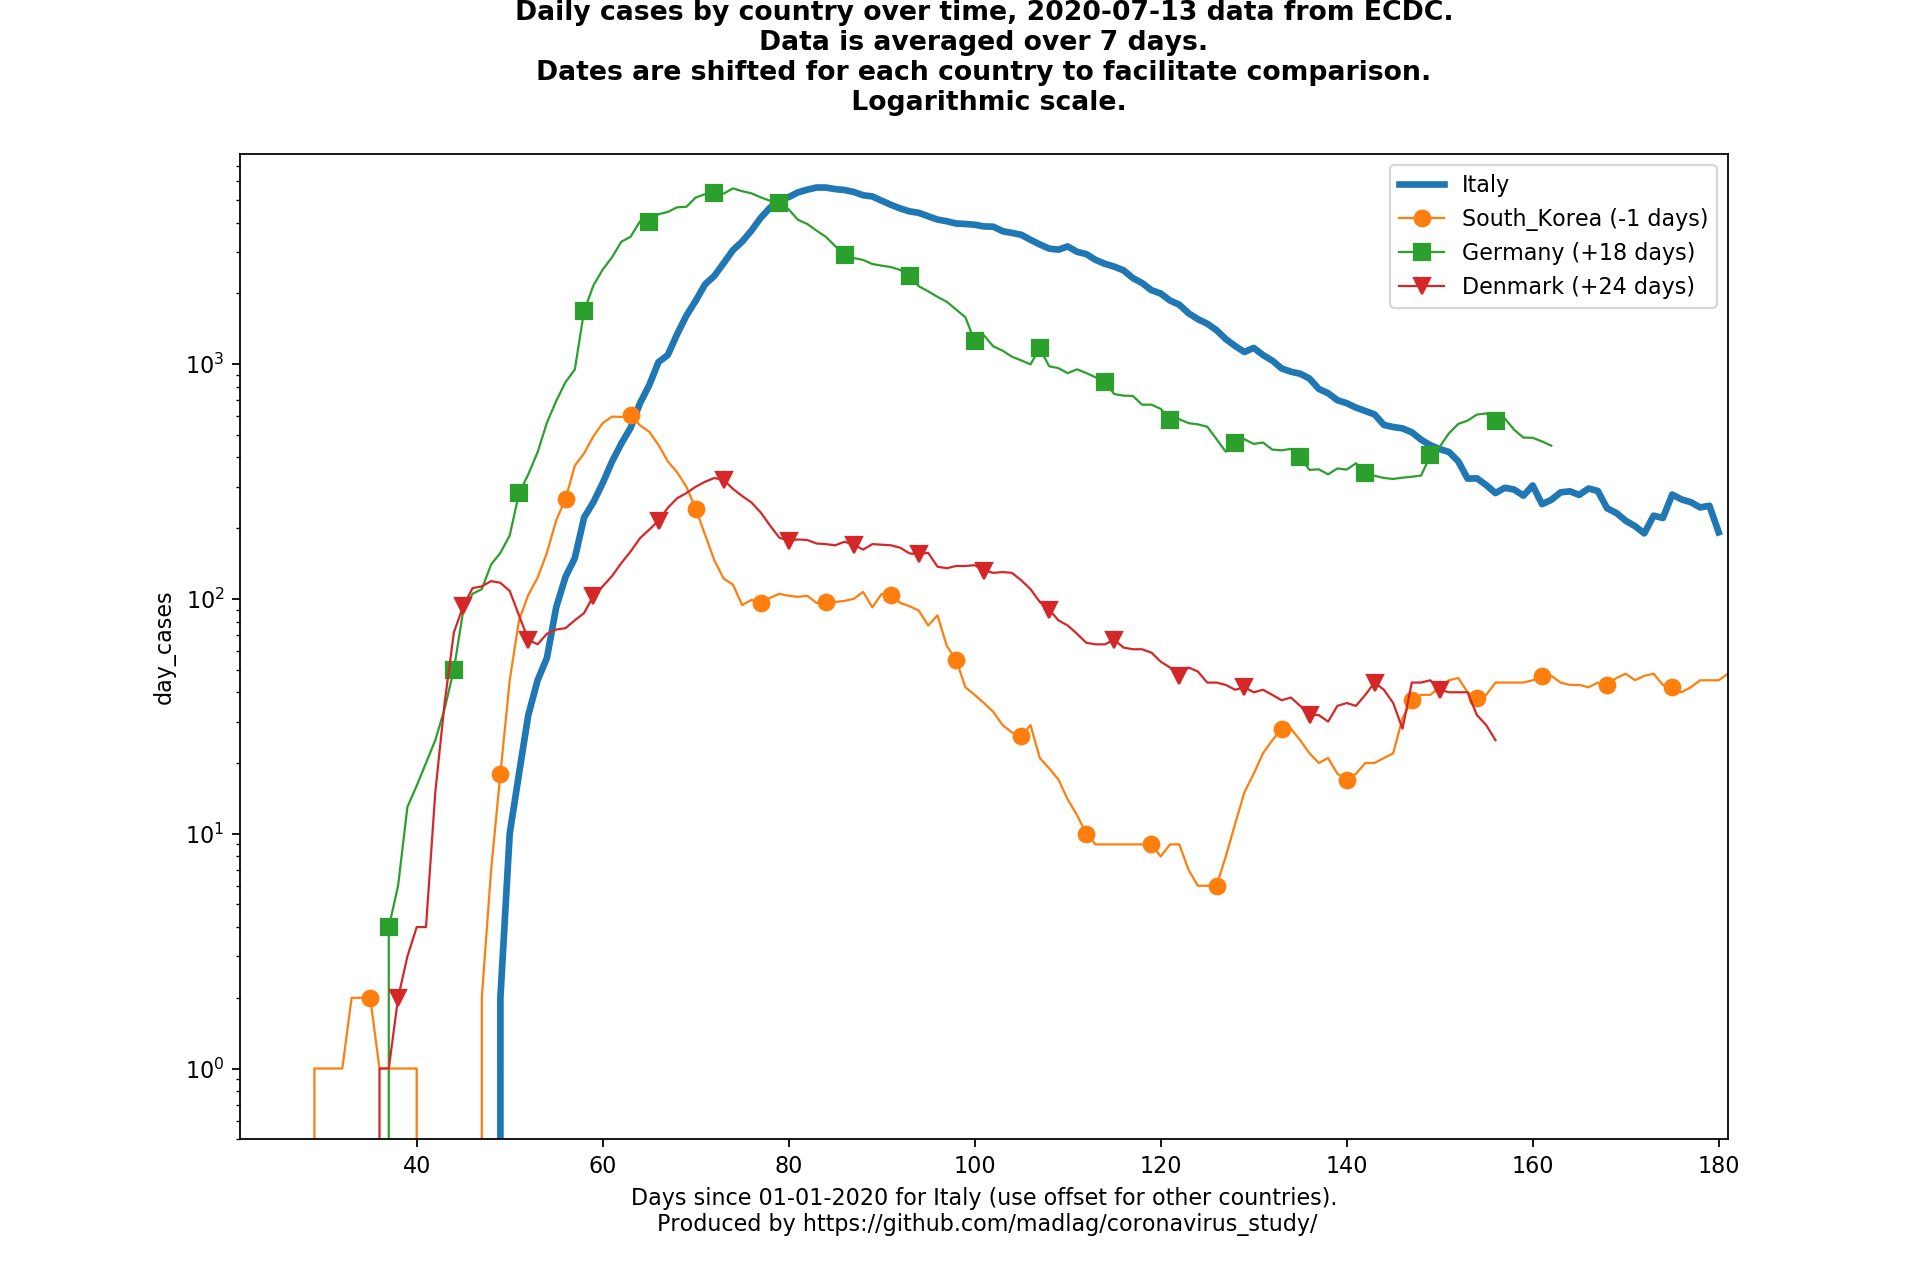 Daily cases by country over time, 2020-07-13 data from ECDC.
Data is averaged over 7 days.
Dates are shifted for each country to facilitate comparison.
Logarithmic scale.
Italy
South_Korea (-1 days)
Germany (+18 days)
Denmark (+24 days)
10³
10²
10¹
10⁰
day_cases
40 60 80 100 120 140 160 180
Days since 01-01-2020 for Italy (use offset for other countries).
Produced by https://github.com/madlag/coronavirus_study/